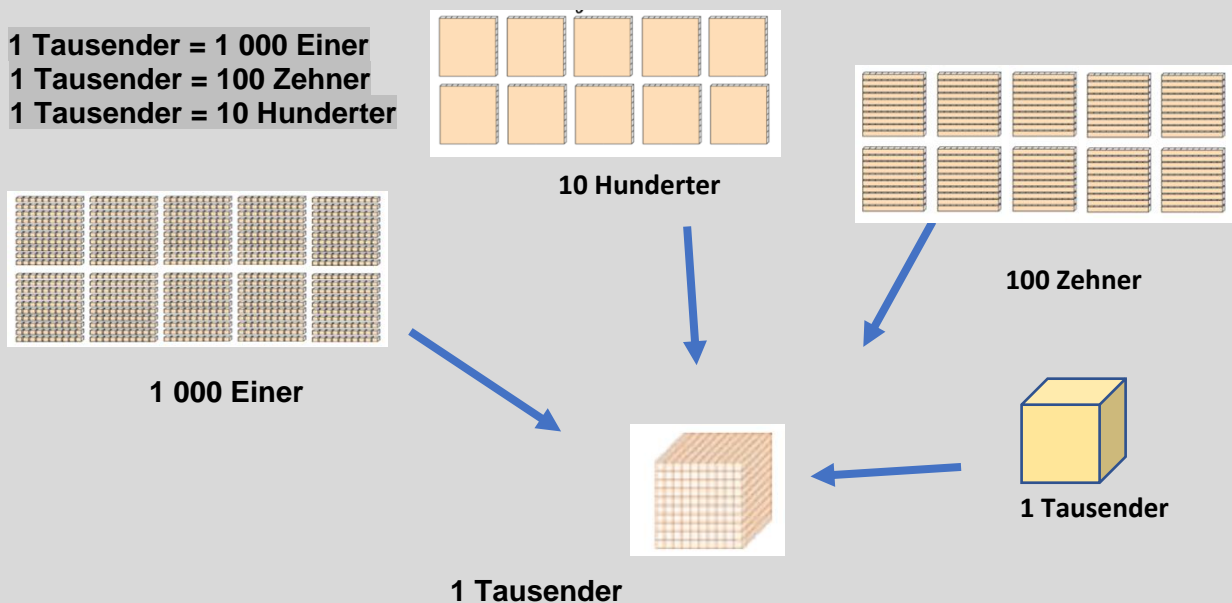 1 Tausender = 1 000 Einer
1 Tausender = 100 Zehner
1 Tausender = 10 Hunderter
10 Hunderter
100 Zehner
1 000 Einer
1 Tausender
1 Tausender